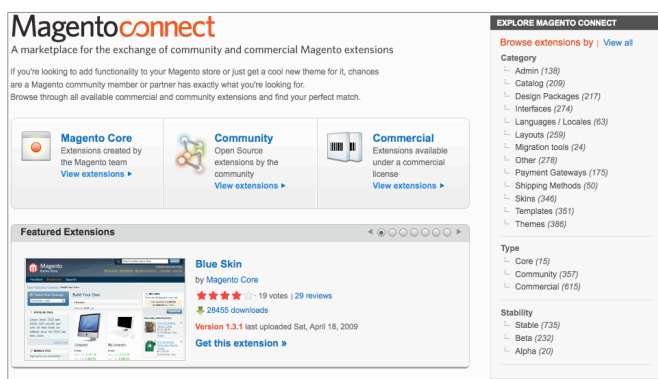 Magentoconnect
A marketplace for the exchange of community and commercial Magento extensions
If you're looking to add functionality to your Magento store or just get a cool new theme for it, chances
are a Magento community member or partner has exactly what you're looking for.
Browse through all available commercial and community extensions and find your perfect match.
Magento Core
Extensions created by
the Magento team
View extensions
Community
Open Source
extensions by the
community
View extensions
Commercial
Extensions available
under a commercial
license
View extensions
Featured Extensions
Magento
Build Your Own
Blue Skin
by Magento Core
- 19 votes | 29 reviews
28455 downloads
Version 1.3.1 last uploaded Sat, April 18, 2009
Get this extension »
EXPLORE MAGENTO CONNECT
Browse extensions by | View all
Category
Admin (138)
Catalog (209)
Design Packages (217)
Interfaces (274)
Languages / Locales (63)
Layouts (259)
Migration tools (24)
Other (278)
Payment Gateways (175)
Shipping Methods (50)
Skins (346)
Templates (351)
Themes (386)
Type
Core (15)
Community (357)
Commercial (615)
Stability
Stable (735)
Beta (232)
Alpha (20)